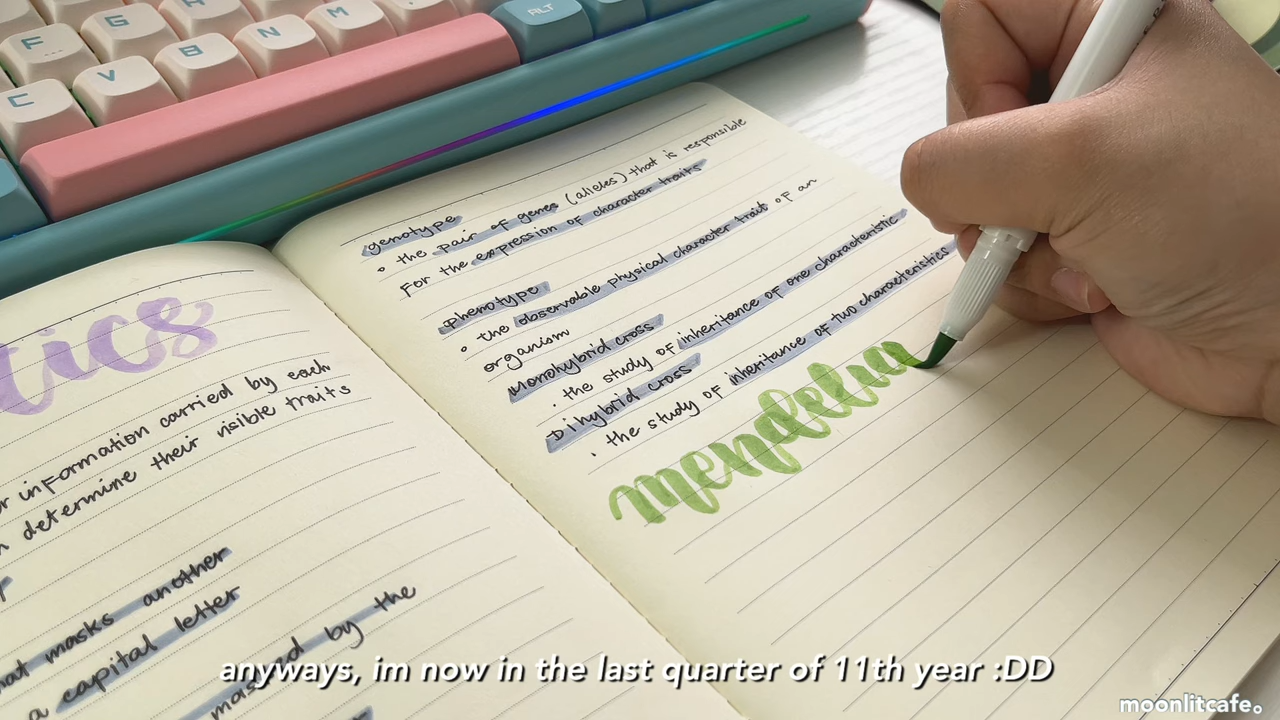 F
G
H
C
V
B
N
M
ALT
tics
r information carried by each
determine their visible traits
hat masks another
a capital letter
masked by the
genotype
• the pair of genes (alleles) that is responsible
For the expression of character traits
phenotype
• the observable physical character trait of an
organism
Monohybrid cross
• the study of inheritance of one characteristic
Dihybrid cross
• the study of inheritance of two characteristics
mendelia
anyways, im now in the last quarter of 11th year :DD
moonlitcafe。